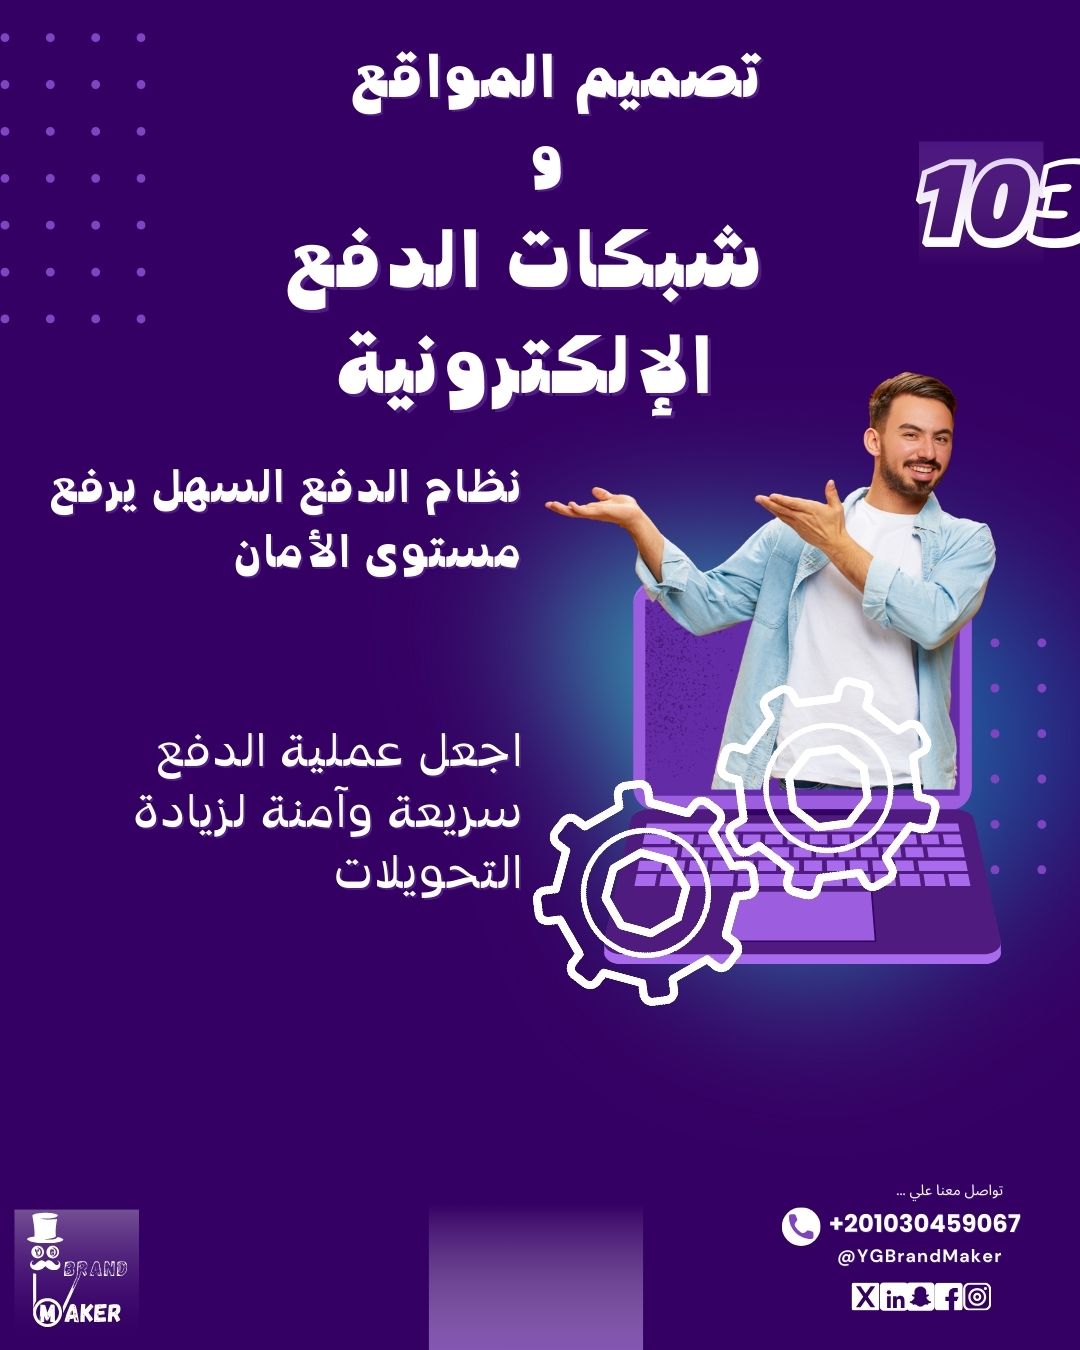 تصميم المواقع
و
شبكات الدفع
الإلكترونية
103
نظام الدفع السهل يرفع
مستوى الأمان
اجعل عملية الدفع
سريعة وآمنة لزيادة
التحويلات
تواصل معنا علي ...
+201030459067
@YGBrandMaker
BRAND
MAKER